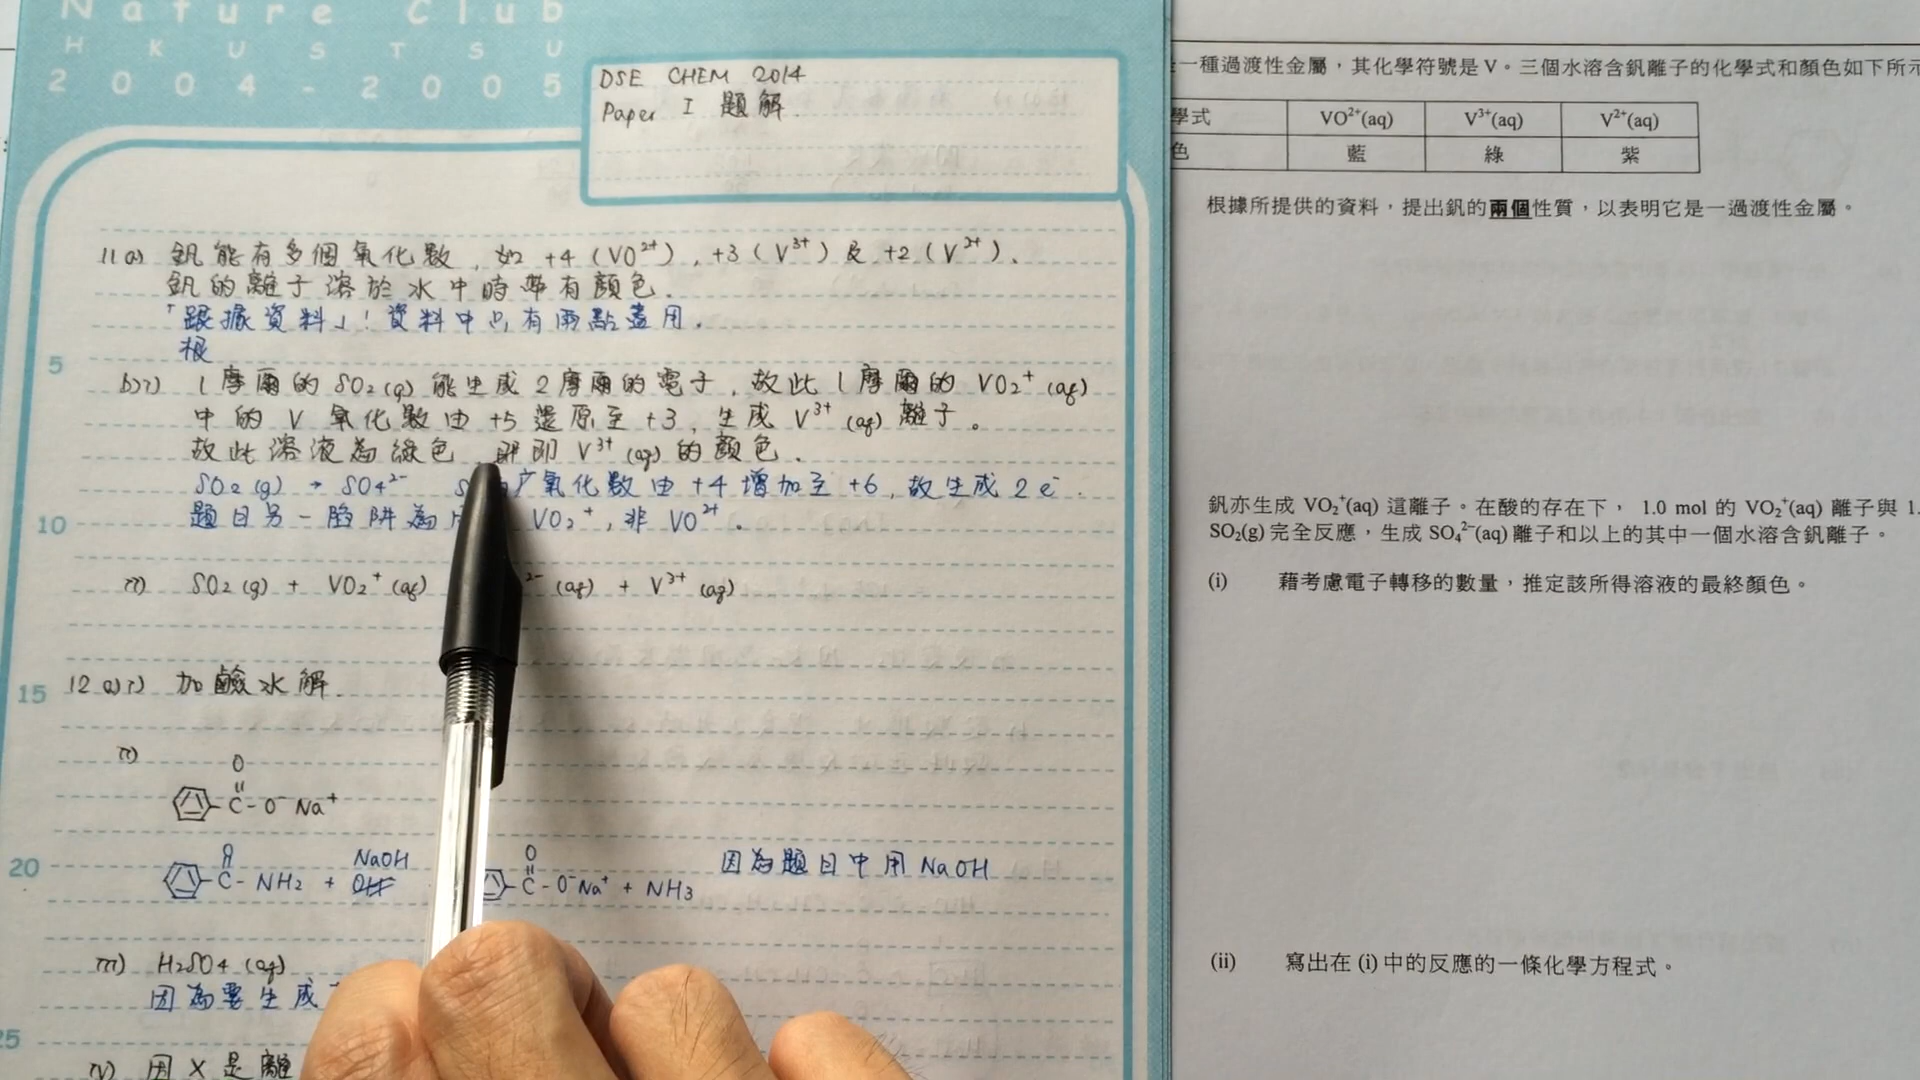 Nature Club
HKUSTSU
2004-2005
DSE CHEM 2014
Paper I 題解.
11 a) 釩能有多個氧化數, 如 +4 (VO²⁺), +3 (V³⁺) 及 +2 (V²⁺).
釩的離子溶於水中時帶有顏色.
「跟據資料」! 資料中只有兩點適用.
根
5
b) i) 1摩爾的 SO₂(g) 能生成 2摩爾的電子, 故此 1摩爾的 VO₂⁺(aq)
中的 V 氧化數由 +5 還原至 +3, 生成 V³⁺(aq) 離子。
故此溶液為綠色, 即 V³⁺(aq) 的顏色.
SO₂(g) → SO₄²⁻ S 氧化數由 +4 增加至 +6, 故生成 2e⁻.
10
題目另一陷阱為 VO₂⁺, 非 VO²⁺。
ii) SO₂(g) + VO₂⁺(aq) ²⁻(aq) + V³⁺(aq)
15
12 a) i) 加鹼水解.
ii)
O
C - O⁻ Na⁺
20
O
C - NH₂ + NaOH
O
C - O⁻Na⁺ + NH₃
因為題目中用 NaOH
iii) H₂SO₄(aq)
因為要生成
25
iv) 因 X 是離
一種過渡性金屬,其化學符號是 V。三個水溶含釩離子的化學式和顏色如下所示
學式 VO²⁺(aq) V³⁺(aq) V²⁺(aq)
色 藍 綠 紫
根據所提供的資料,提出釩的兩個性質,以表明它是一過渡性金屬。
釩亦生成 VO₂⁺(aq) 這離子。在酸的存在下, 1.0 mol 的 VO₂⁺(aq) 離子與 1.
SO₂(g) 完全反應,生成 SO₄²⁻(aq) 離子和以上的其中一個水溶含釩離子。
(i) 藉考慮電子轉移的數量,推定該所得溶液的最終顏色。
(ii) 寫出在 (i) 中的反應的一條化學方程式。